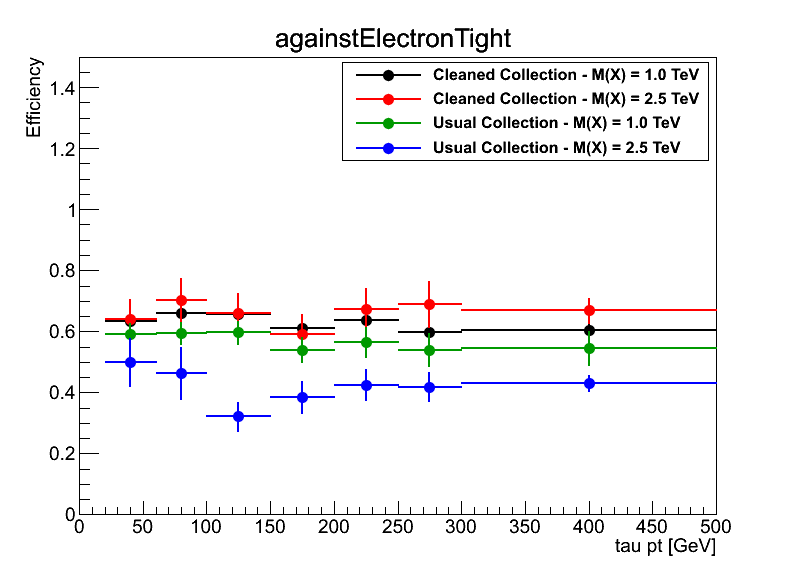 againstElectronTight
Efficiency
Cleaned Collection - M(X) = 1.0 TeV
Cleaned Collection - M(X) = 2.5 TeV
Usual Collection - M(X) = 1.0 TeV
Usual Collection - M(X) = 2.5 TeV
1.4
1.2
1
0.8
0.6
0.4
0.2
0
0 50 100 150 200 250 300 350 400 450 500
tau pt [GeV]